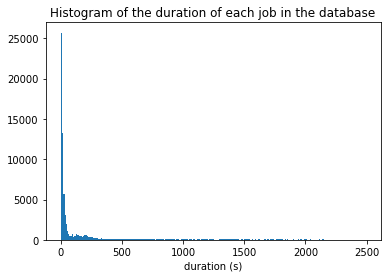 Histogram of the duration of each job in the database
25000
20000
15000
10000
5000
0
0 500 1000 1500 2000 2500
duration (s)